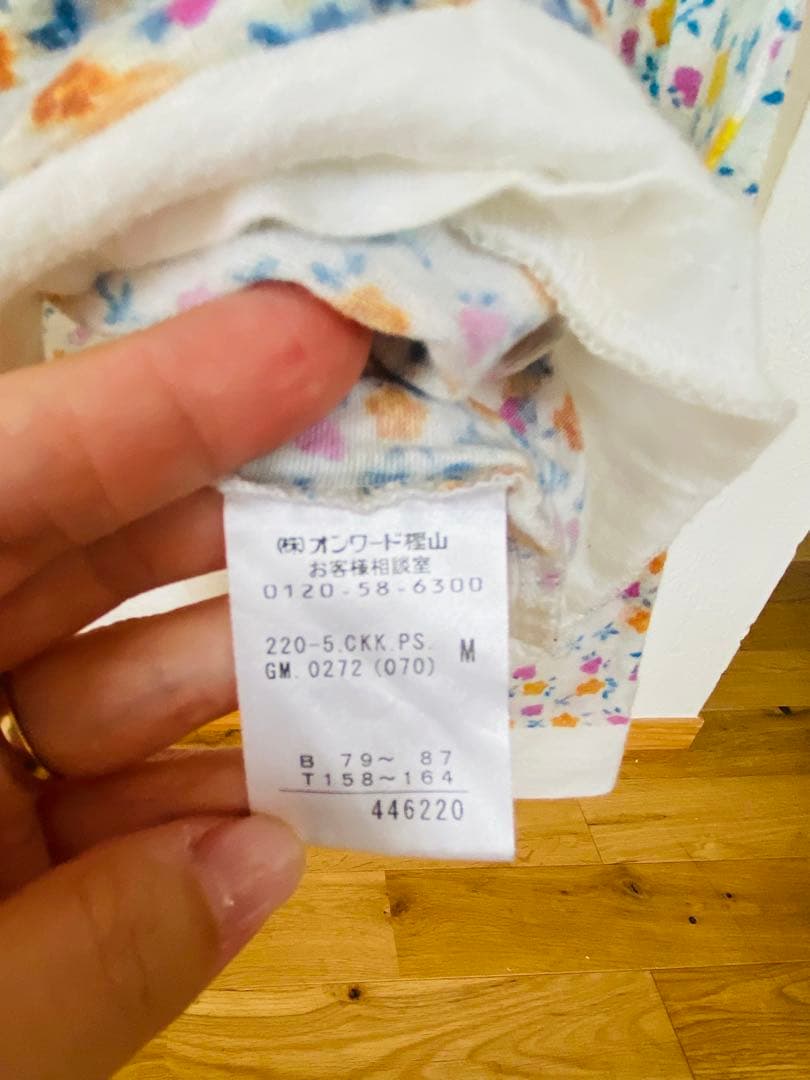 (株)オンワード樫山
お客様相談室
0120-58-6300
220-5.CKK.PS. M
GM.0272(070)
B 79〜 87
T158〜164
446220